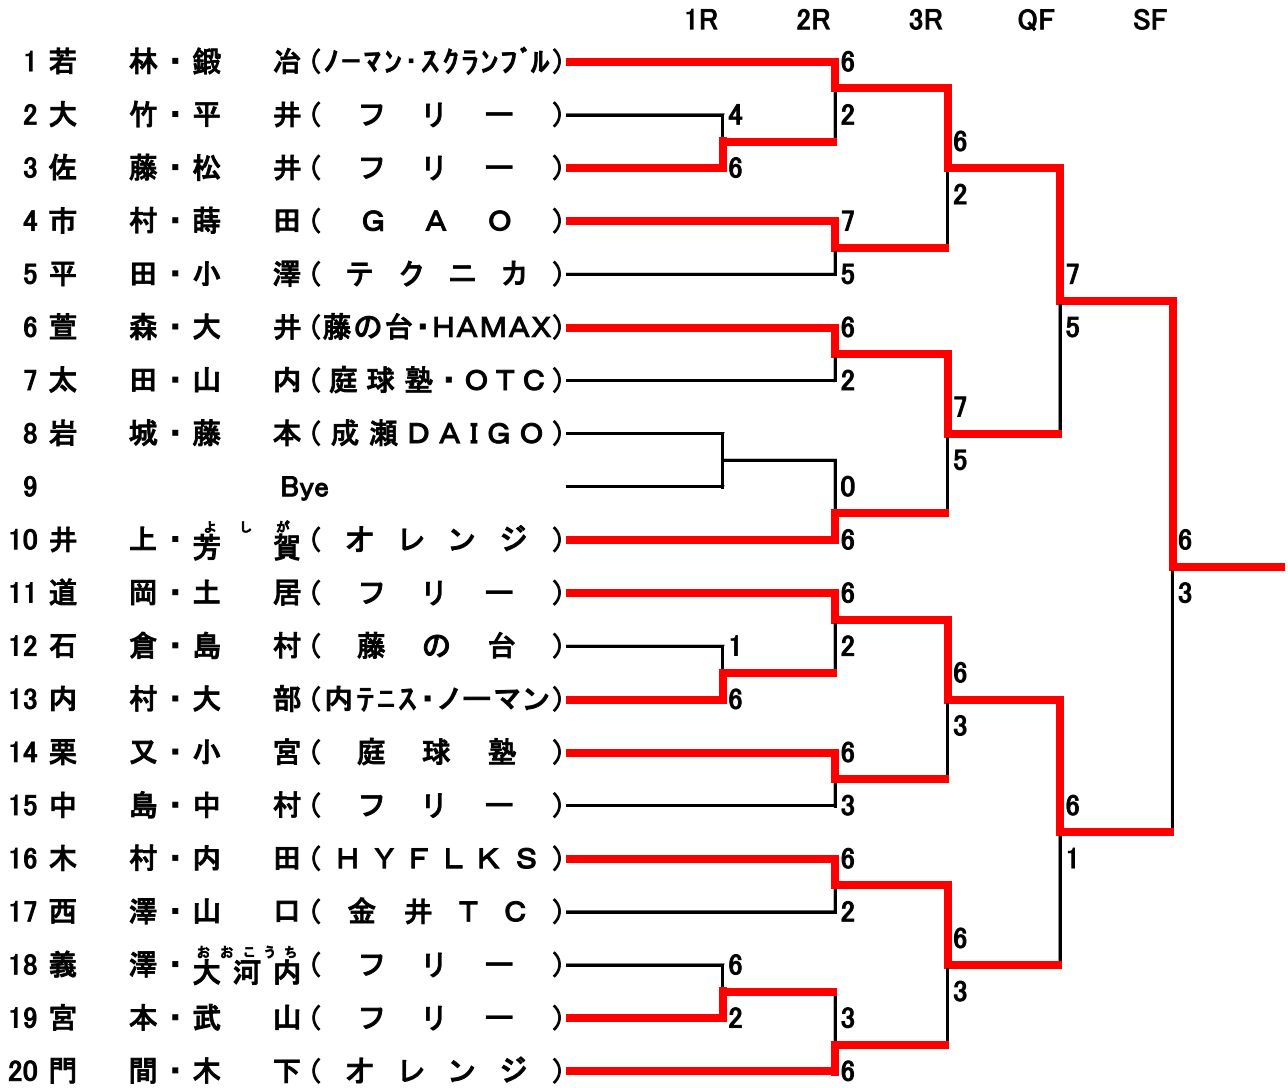 1R 2R 3R QF SF
1 若林・鍛冶(ノーマン・スクランブル) 6
2 大竹・平井(フリー) 4 2
6
3 佐藤・松井(フリー) 6
2
4 市村・蒔田(GAO) 7
5 平田・小澤(テクニカ) 5 7
6 萱森・大井(藤の台・HAMAX) 6 5
7 太田・山内(庭球塾・OTC) 2
7
8 岩城・藤本(成瀬DAIGO)
5
9 Bye 0
よしが
10 井上・芳賀(オレンジ) 6 6
11 道岡・土居(フリー) 6 3
12 石倉・島村(藤の台) 1 2
6
13 内村・大部(内テニス・ノーマン) 6
3
14 栗又・小宮(庭球塾) 6
15 中島・中村(フリー) 3 6
16 木村・内田(HYFLKS) 6 1
17 西澤・山口(金井TC) 2
6
おおこうち
18 義澤・大河内(フリー) 6
3
19 宮本・武山(フリー) 2 3
20 門間・木下(オレンジ) 6